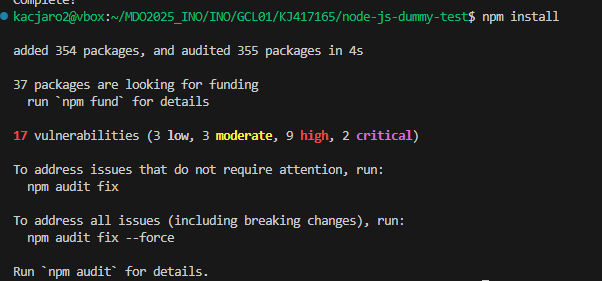 Complete!
kacjaro2@vbox:~/MDO2025_INO/INO/GCL01/KJ417165/node-js-dummy-test$ npm install
added 354 packages, and audited 355 packages in 4s
37 packages are looking for funding
run `npm fund` for details
17 vulnerabilities (3 low, 3 moderate, 9 high, 2 critical)
To address issues that do not require attention, run:
npm audit fix
To address all issues (including breaking changes), run:
npm audit fix --force
Run `npm audit` for details.